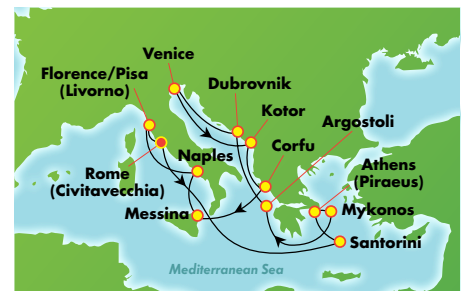 Venice
Florence/Pisa
(Livorno)
Dubrovnik
Kotor
Argostoli
Corfu
Naples
Rome
(Civitavecchia)
Athens
(Piraeus)
Messina
Mykonos
Santorini
Mediterranean Sea